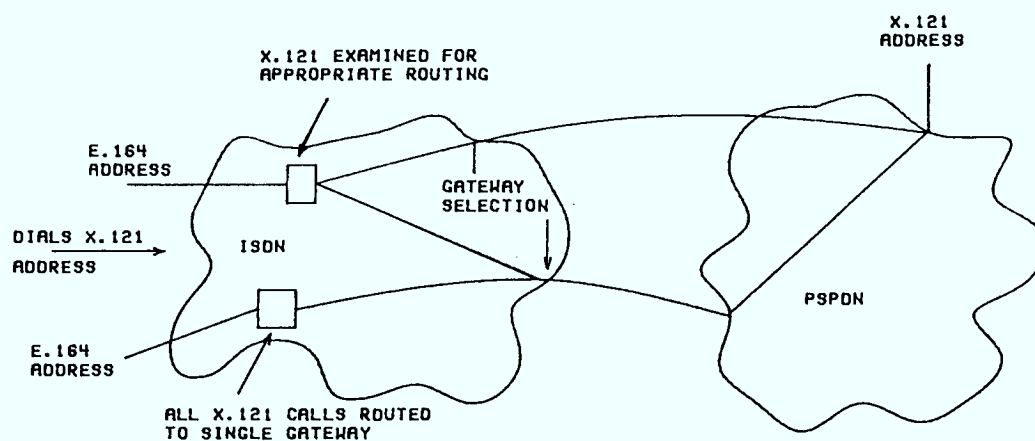 X.121
ADDRESS
X.121 EXAMINED FOR
APPROPRIATE ROUTING
E.164
ADDRESS
GATEWAY
SELECTION
DIALS X.121
ADDRESS
ISDN
PSPDN
E.164
ADDRESS
ALL X.121 CALLS ROUTED
TO SINGLE GATEWAY